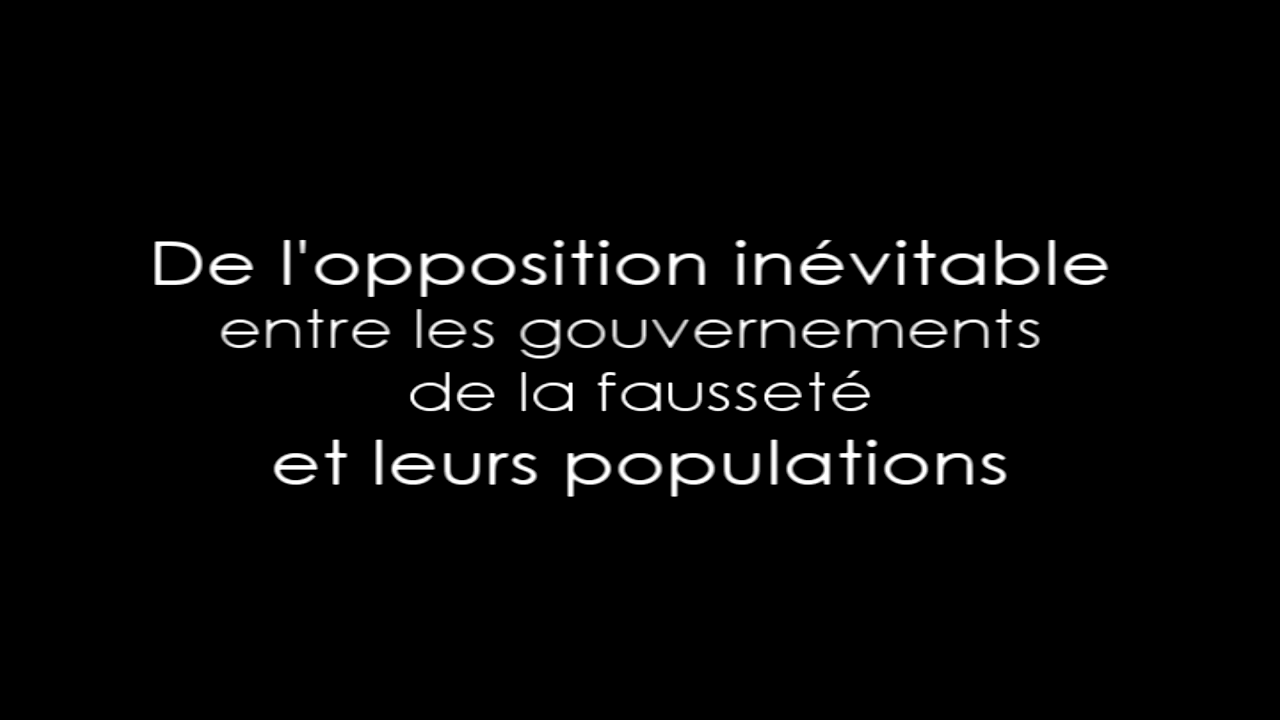 De l'opposition inévitable
entre les gouvernements
de la fausseté
et leurs populations